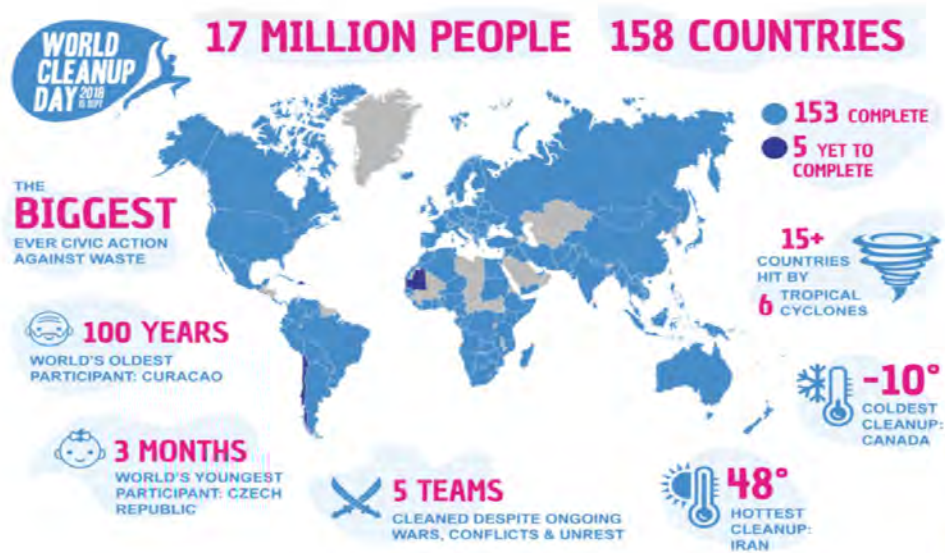 WORLD
CLEANUP
DAY 2018
15 SEPT
17 MILLION PEOPLE 158 COUNTRIES
153 COMPLETE
5 YET TO
COMPLETE
THE
BIGGEST
EVER CIVIC ACTION
AGAINST WASTE
15+
COUNTRIES
HIT BY
6 TROPICAL
CYCLONES
100 YEARS
WORLD'S OLDEST
PARTICIPANT: CURACAO
-10°
COLDEST
CLEANUP:
CANADA
3 MONTHS
WORLD'S YOUNGEST
PARTICIPANT: CZECH
REPUBLIC
5 TEAMS
CLEANED DESPITE ONGOING
WARS, CONFLICTS & UNREST
48°
HOTTEST
CLEANUP:
IRAN